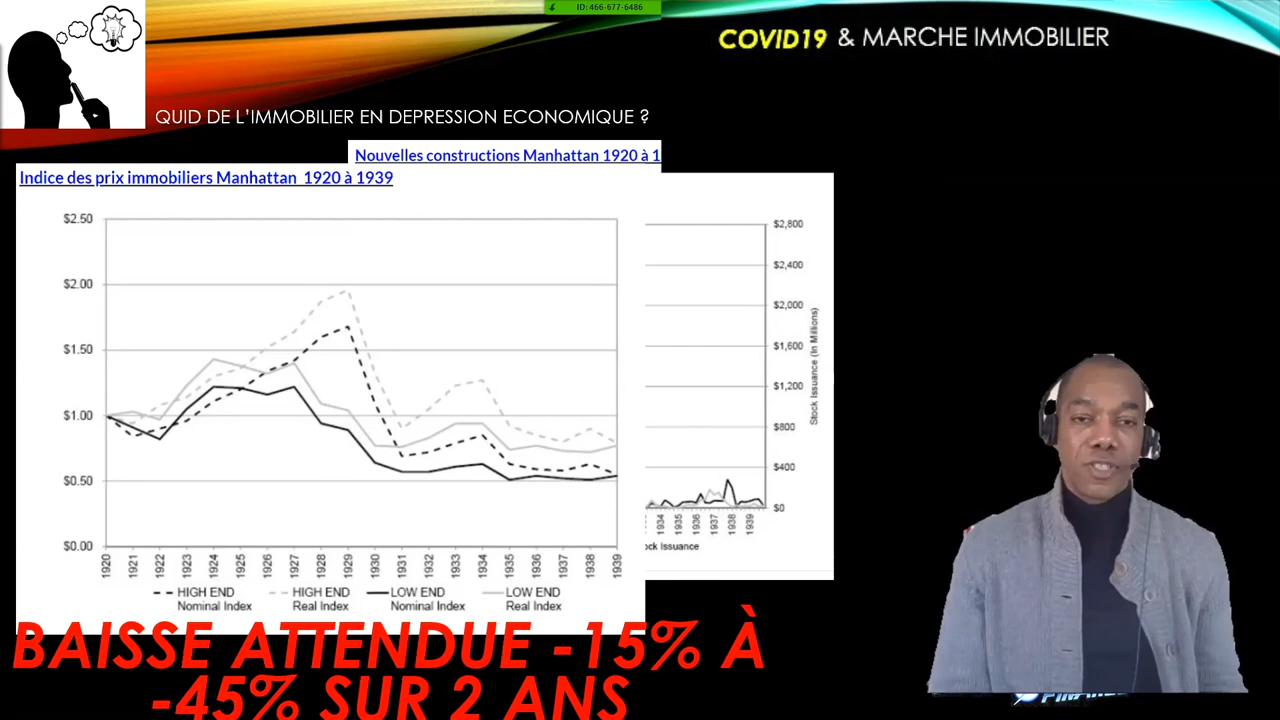 ID: 466-677-6486
COVID19 & MARCHE IMMOBILIER
QUID DE L'IMMOBILIER EN DEPRESSION ECONOMIQUE ?
Nouvelles constructions Manhattan 1920 à 1
Indice des prix immobiliers Manhattan 1920 à 1939
$2.50
$2.00
$1.50
$1.00
$0.50
$0.00
1920
1921
1922
1923
1924
1925
1926
1927
1928
1929
1930
1931
1932
1933
1934
1935
1936
1937
1938
1939
HIGH END
Nominal Index
HIGH END
Real Index
LOW END
Nominal Index
LOW END
Real Index
$2,800
$2,400
$2,000
$1,600
$1,200
$800
$400
$0
Stock Issuance (In Millions)
1934
1935
1936
1937
1938
1939
ock Issuance
BAISSE ATTENDUE -15% À
-45% SUR 2 ANS